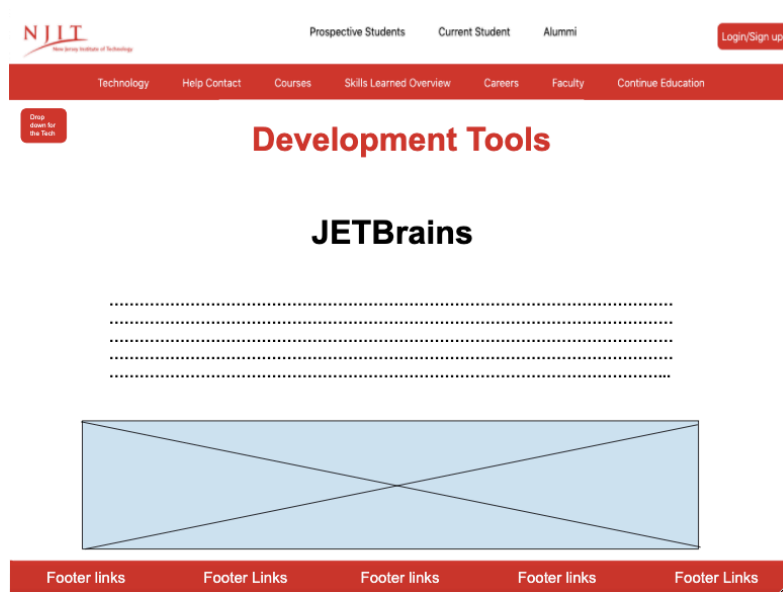 NJIT
New Jersey Institute of Technology
Prospective Students Current Student Alummi
Login/Sign up
Technology Help Contact Courses Skills Learned Overview Careers Faculty Continue Education
Drop
down for
the Tech
Development Tools
JETBrains
Footer links Footer Links Footer links Footer links Footer Links